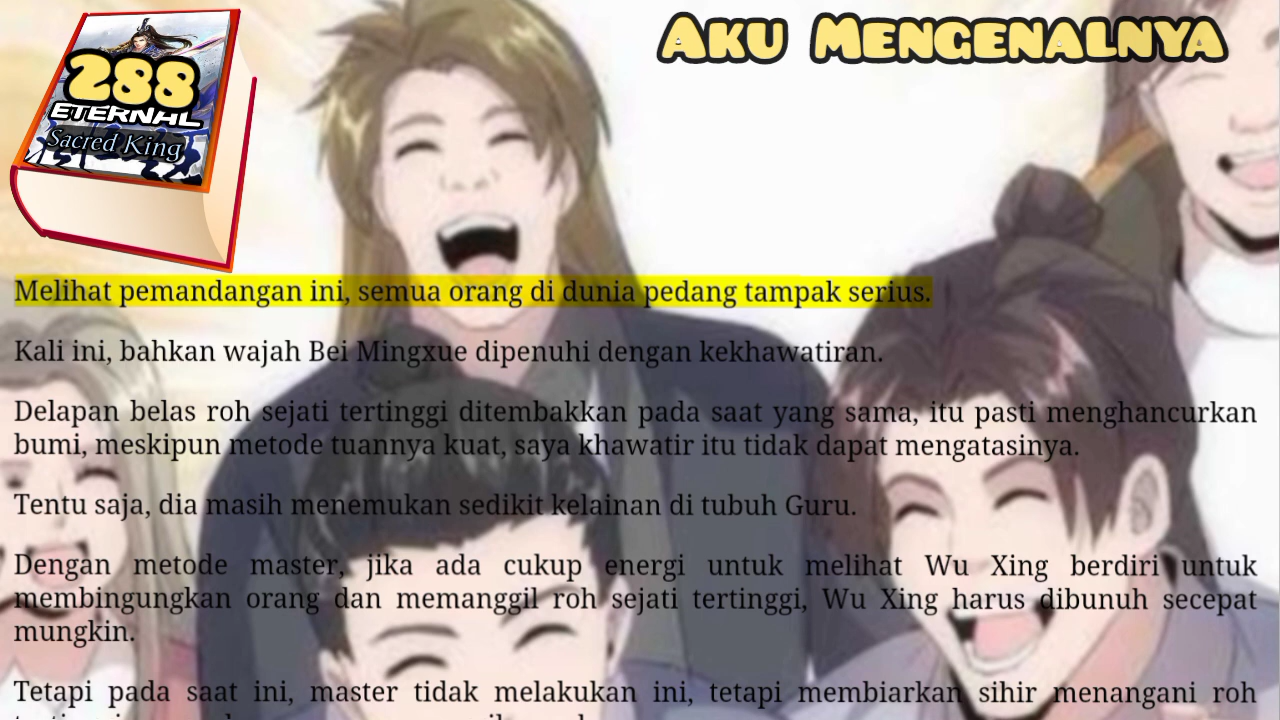 288
ETERNAL
Sacred King
AKU MENGENALNYA
Melihat pemandangan ini, semua orang di dunia pedang tampak serius.
Kali ini, bahkan wajah Bei Mingxue dipenuhi dengan kekhawatiran.
Delapan belas roh sejati tertinggi ditembakkan pada saat yang sama, itu pasti menghancurkan
bumi, meskipun metode tuannya kuat, saya khawatir itu tidak dapat mengatasinya.
Tentu saja, dia masih menemukan sedikit kelainan di tubuh Guru.
Dengan metode master, jika ada cukup energi untuk melihat Wu Xing berdiri untuk
membingungkan orang dan memanggil roh sejati tertinggi, Wu Xing harus dibunuh secepat
mungkin.
Tetapi pada saat ini, master tidak melakukan ini, tetapi membiarkan sihir menangani roh